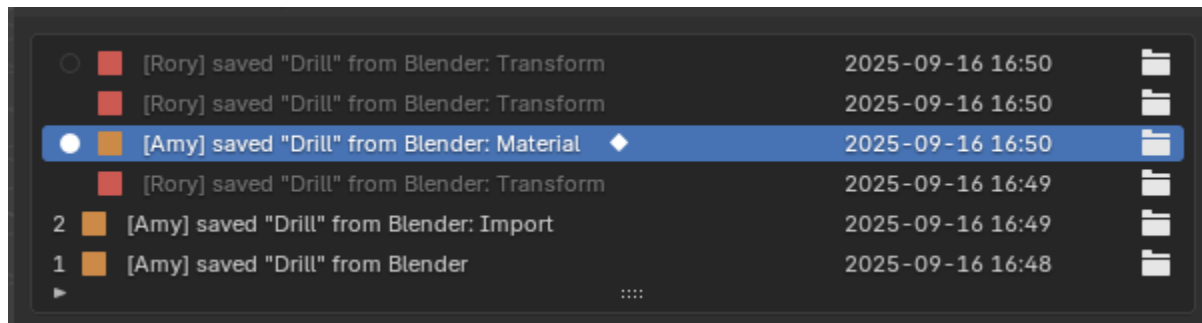 [Rory] saved "Drill" from Blender: Transform 2025-09-16 16:50
[Rory] saved "Drill" from Blender: Transform 2025-09-16 16:50
[Amy] saved "Drill" from Blender: Material 2025-09-16 16:50
[Rory] saved "Drill" from Blender: Transform 2025-09-16 16:49
2 [Amy] saved "Drill" from Blender: Import 2025-09-16 16:49
1 [Amy] saved "Drill" from Blender 2025-09-16 16:48